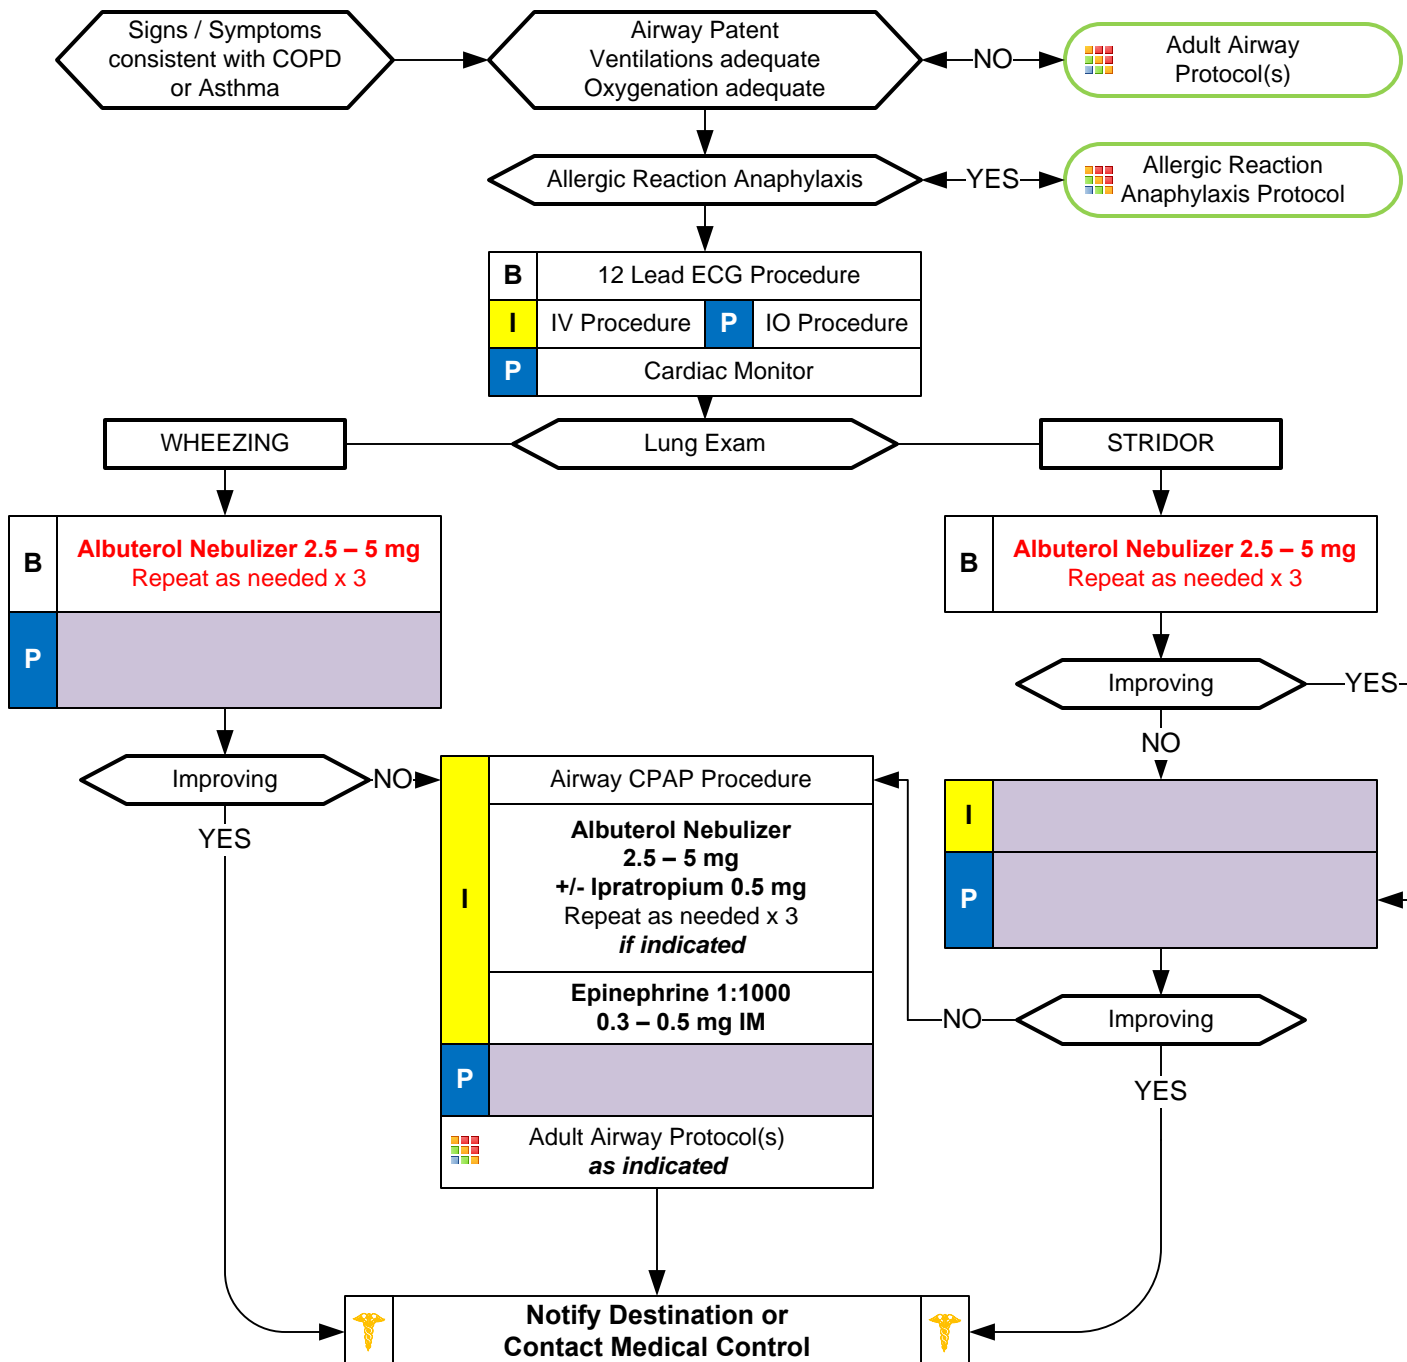 Signs / Symptoms
consistent with COPD
or Asthma
Airway Patent
Ventilations adequate
Oxygenation adequate
NO
Adult Airway
Protocol(s)
Allergic Reaction Anaphylaxis
YES
Allergic Reaction
Anaphylaxis Protocol
B
12 Lead ECG Procedure
I
IV Procedure
P
IO Procedure
P
Cardiac Monitor
WHEEZING
Lung Exam
STRIDOR
B
Albuterol Nebulizer 2.5 – 5 mg
Repeat as needed x 3
P
B
Albuterol Nebulizer 2.5 – 5 mg
Repeat as needed x 3
Improving
YES
NO
Improving
NO
YES
I
Airway CPAP Procedure
Albuterol Nebulizer
2.5 – 5 mg
+/- Ipratropium 0.5 mg
Repeat as needed x 3
if indicated
Epinephrine 1:1000
0.3 – 0.5 mg IM
P
Adult Airway Protocol(s)
as indicated
I
P
NO
Improving
YES
Notify Destination or
Contact Medical Control